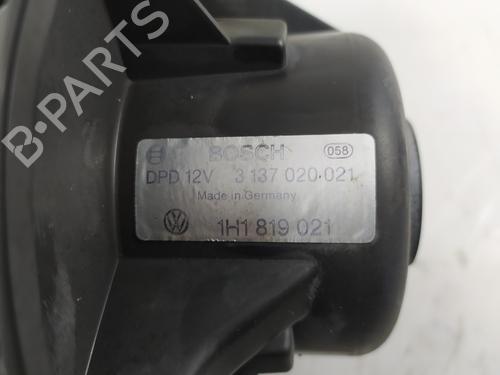 BOSCH 058
DPD 12V 3 137 020 021
Made in Germany
1H1 819 021
B-PARTS